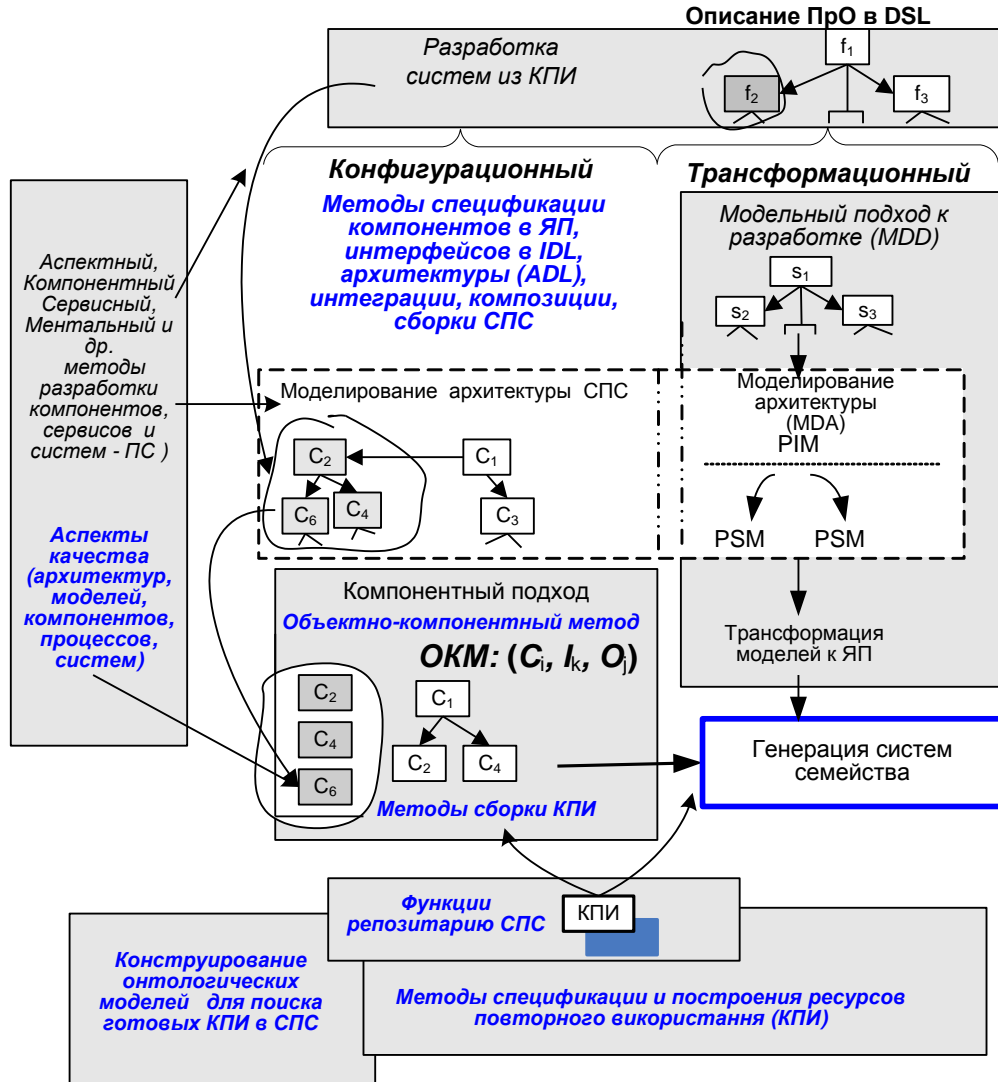 Описание ПрО в DSL
Разработка
систем из КПИ
f1
f2
f3
Конфигурационный
Трансформационный
Методы спецификации
компонентов в ЯП,
интерфейсов в IDL,
архитектуры (ADL),
интеграции, композиции,
сборки СПС
Модельный подход к
разработке (MDD)
s1
s2
s3
Аспектный,
Компонентный
Сервисный,
Ментальный и
др.
методы
разработки
компонентов,
сервисов и
систем - ПС )
Аспекты
качества
(архитектур,
моделей,
компонентов,
процессов,
систем)
Моделирование архитектуры СПС
C2
C1
C6
C4
C3
Моделирование
архитектуры
(MDA)
PIM
PSM
PSM
Трансформация
моделей к ЯП
Компонентный подход
Объектно-компонентный метод
ОКМ: (Ci, Ik, Oj)
C2
C4
C6
C1
C2
C4
Методы сборки КПИ
Генерация систем
семейства
Функции
репозитарию СПС
КПИ
Конструирование
онтологических
моделей для поиска
готовых КПИ в СПС
Методы спецификации и построения ресурсов
повторного використання (КПИ)